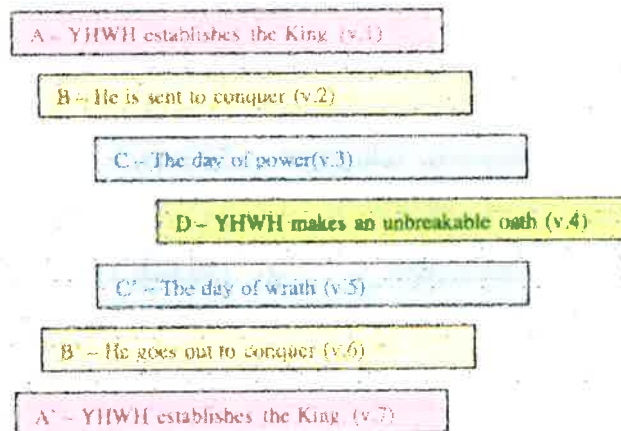 A – YHWH establishes the King (v.1)
B – He is sent to conquer (v.2)
C – The day of power(v.3)
D – YHWH makes an unbreakable oath (v.4)
C' – The day of wrath (v.5)
B' – He goes out to conquer (v.6)
A' – YHWH establishes the King (v.7)